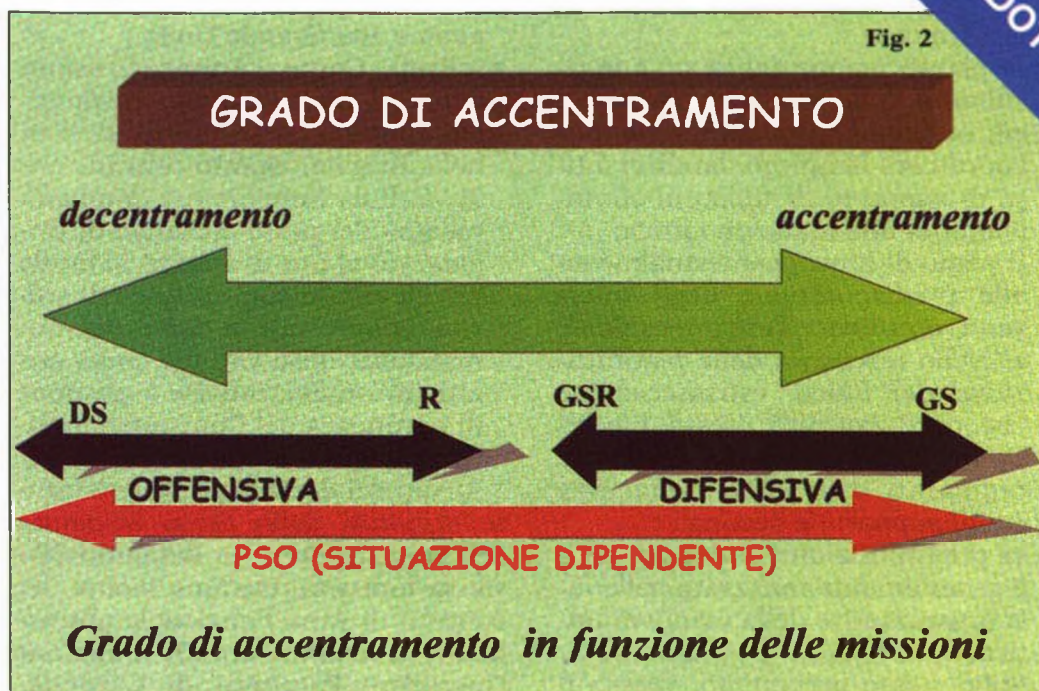 Fig. 2
GRADO DI ACCENTRAMENTO
decentramento accentramento
DS R GSR GS
OFFENSIVA DIFENSIVA
PSO (SITUAZIONE DIPENDENTE)
Grado di accentramento in funzione delle missioni